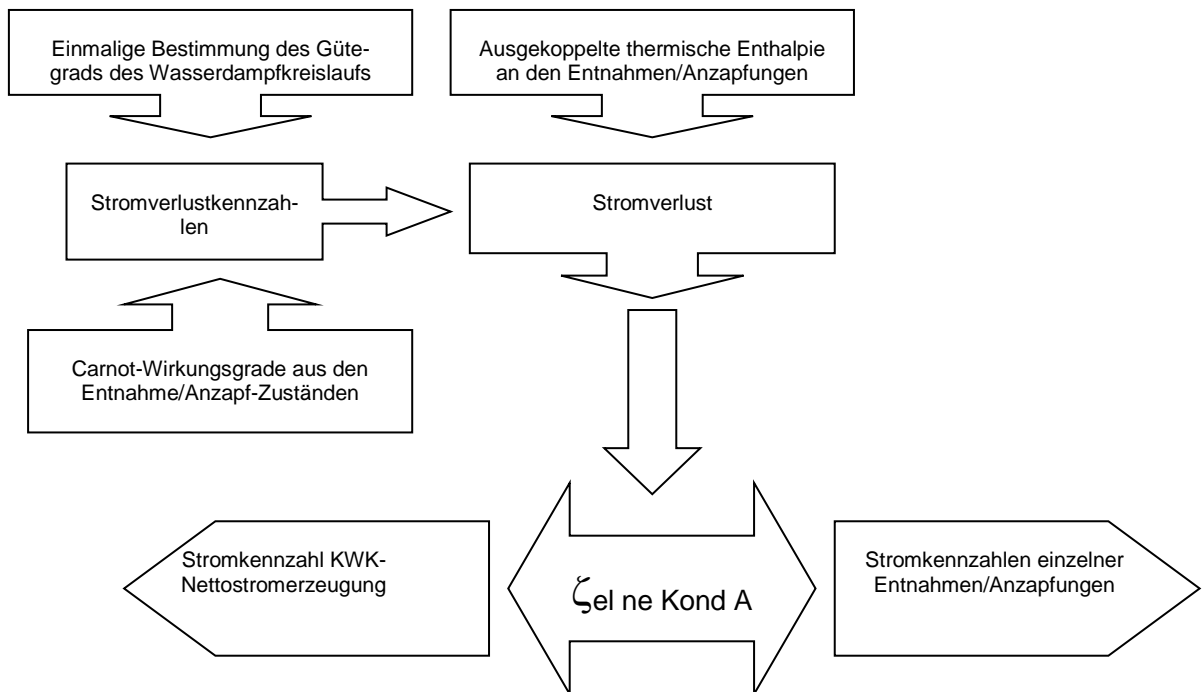 Einmalige Bestimmung des Güte-
grads des Wasserdampfkreislaufs
Ausgekoppelte thermische Enthalpie
an den Entnahmen/Anzapfungen
Stromverlustkennzah-
len
Stromverlust
Carnot-Wirkungsgrade aus den
Entnahme/Anzapf-Zuständen
Stromkennzahl KWK-
Nettostromerzeugung
ζel ne Kond A
Stromkennzahlen einzelner
Entnahmen/Anzapfungen